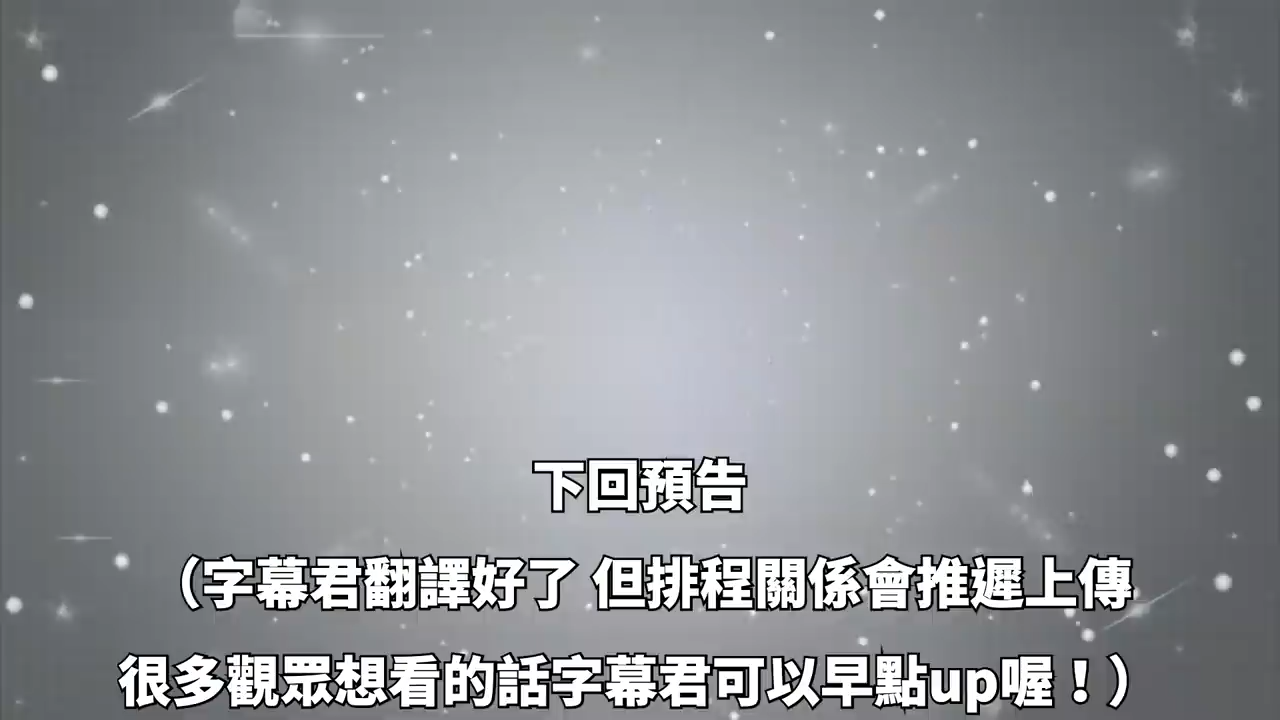 下回預告
（字幕君翻譯好了 但排程關係會推遲上傳
很多觀眾想看的話字幕君可以早點up喔！）